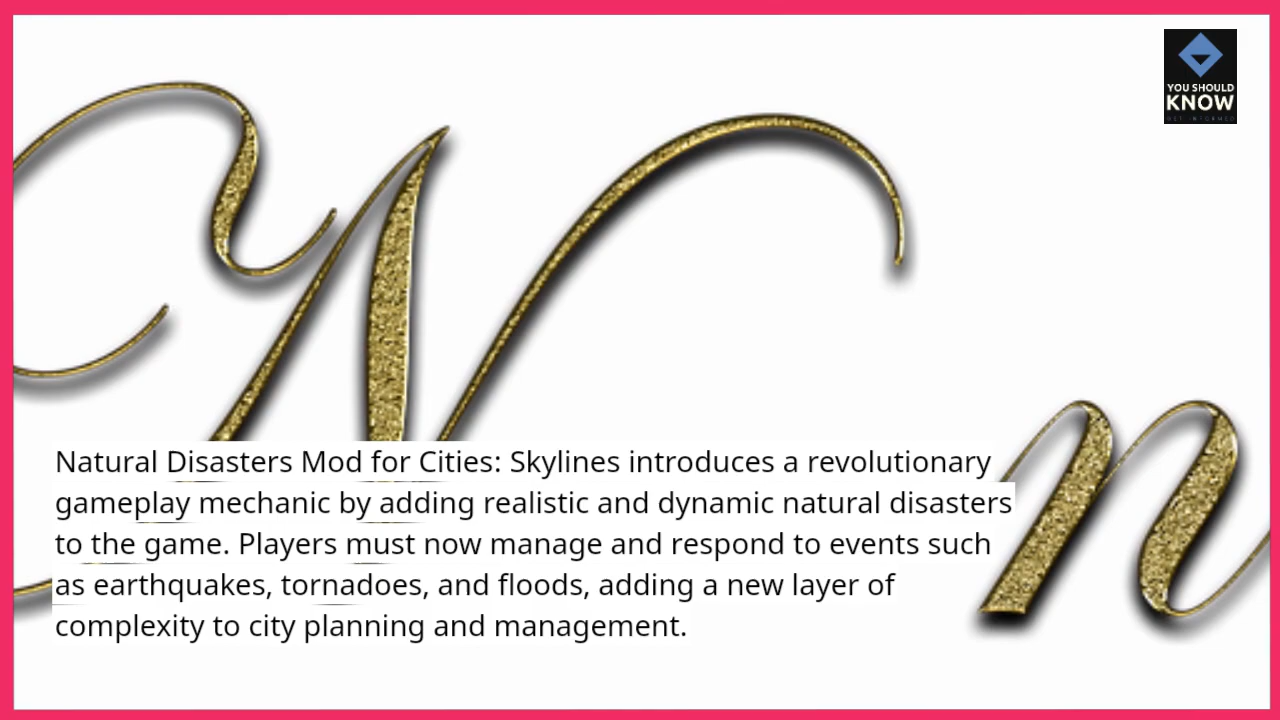 YOU SHOULD
KNOW
GET INFORMED
N n
Natural Disasters Mod for Cities: Skylines introduces a revolutionary
gameplay mechanic by adding realistic and dynamic natural disasters
to the game. Players must now manage and respond to events such
as earthquakes, tornadoes, and floods, adding a new layer of
complexity to city planning and management.